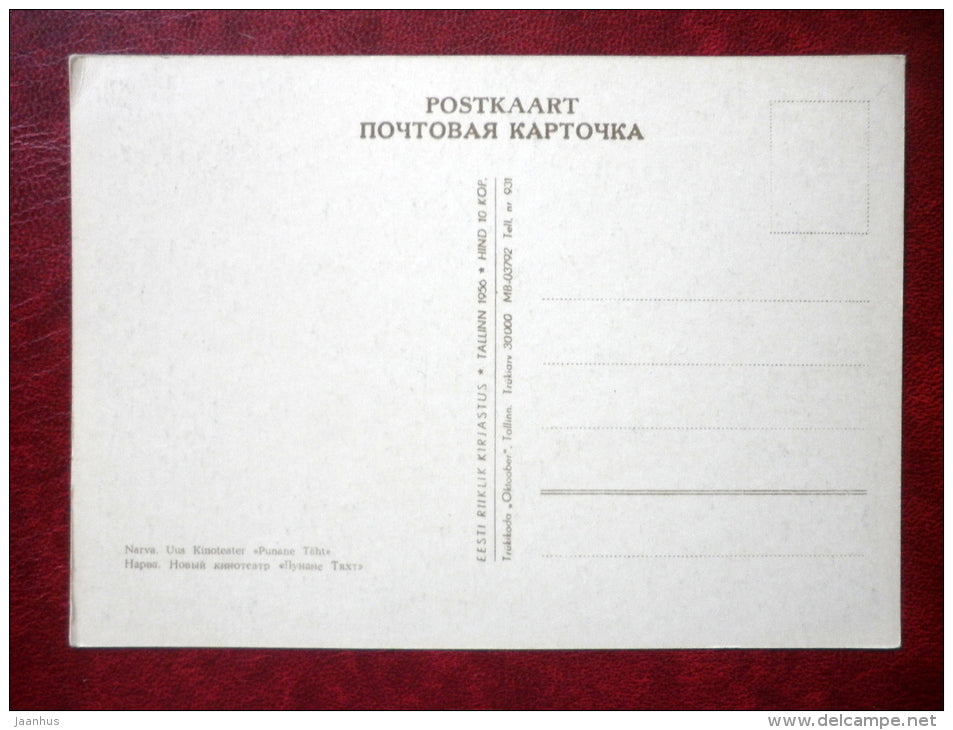 POSTKAART
ПОЧТОВАЯ КАРТОЧКА
EESTI RIIKLIK KIRJASTUS * TALLINN 1956 * HIND 10 KOP.
Trükikoda „Oktoober", Tallinn. Trükiarv 30 000 MB-03792 Tell. nr 931
Narva. Uus Kinoteater «Punane Täht»
Нарва. Новый кинотеатр «Пунане Тяхт»
jaanhus
www.delcampe.net